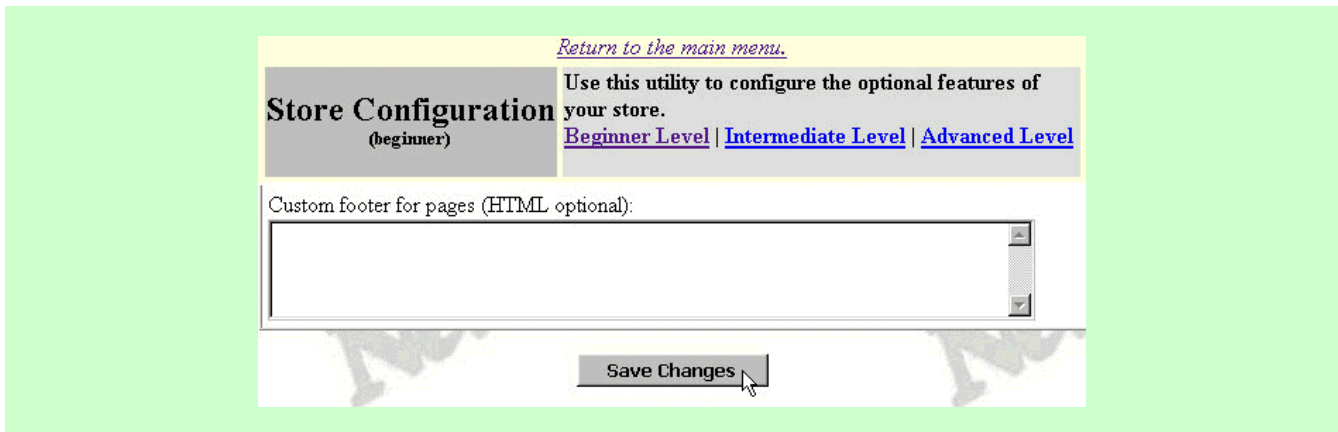 Return to the main menu.
Store Configuration
(beginner)
Use this utility to configure the optional features of
your store.
Beginner Level | Intermediate Level | Advanced Level
Custom footer for pages (HTML optional):
Save Changes